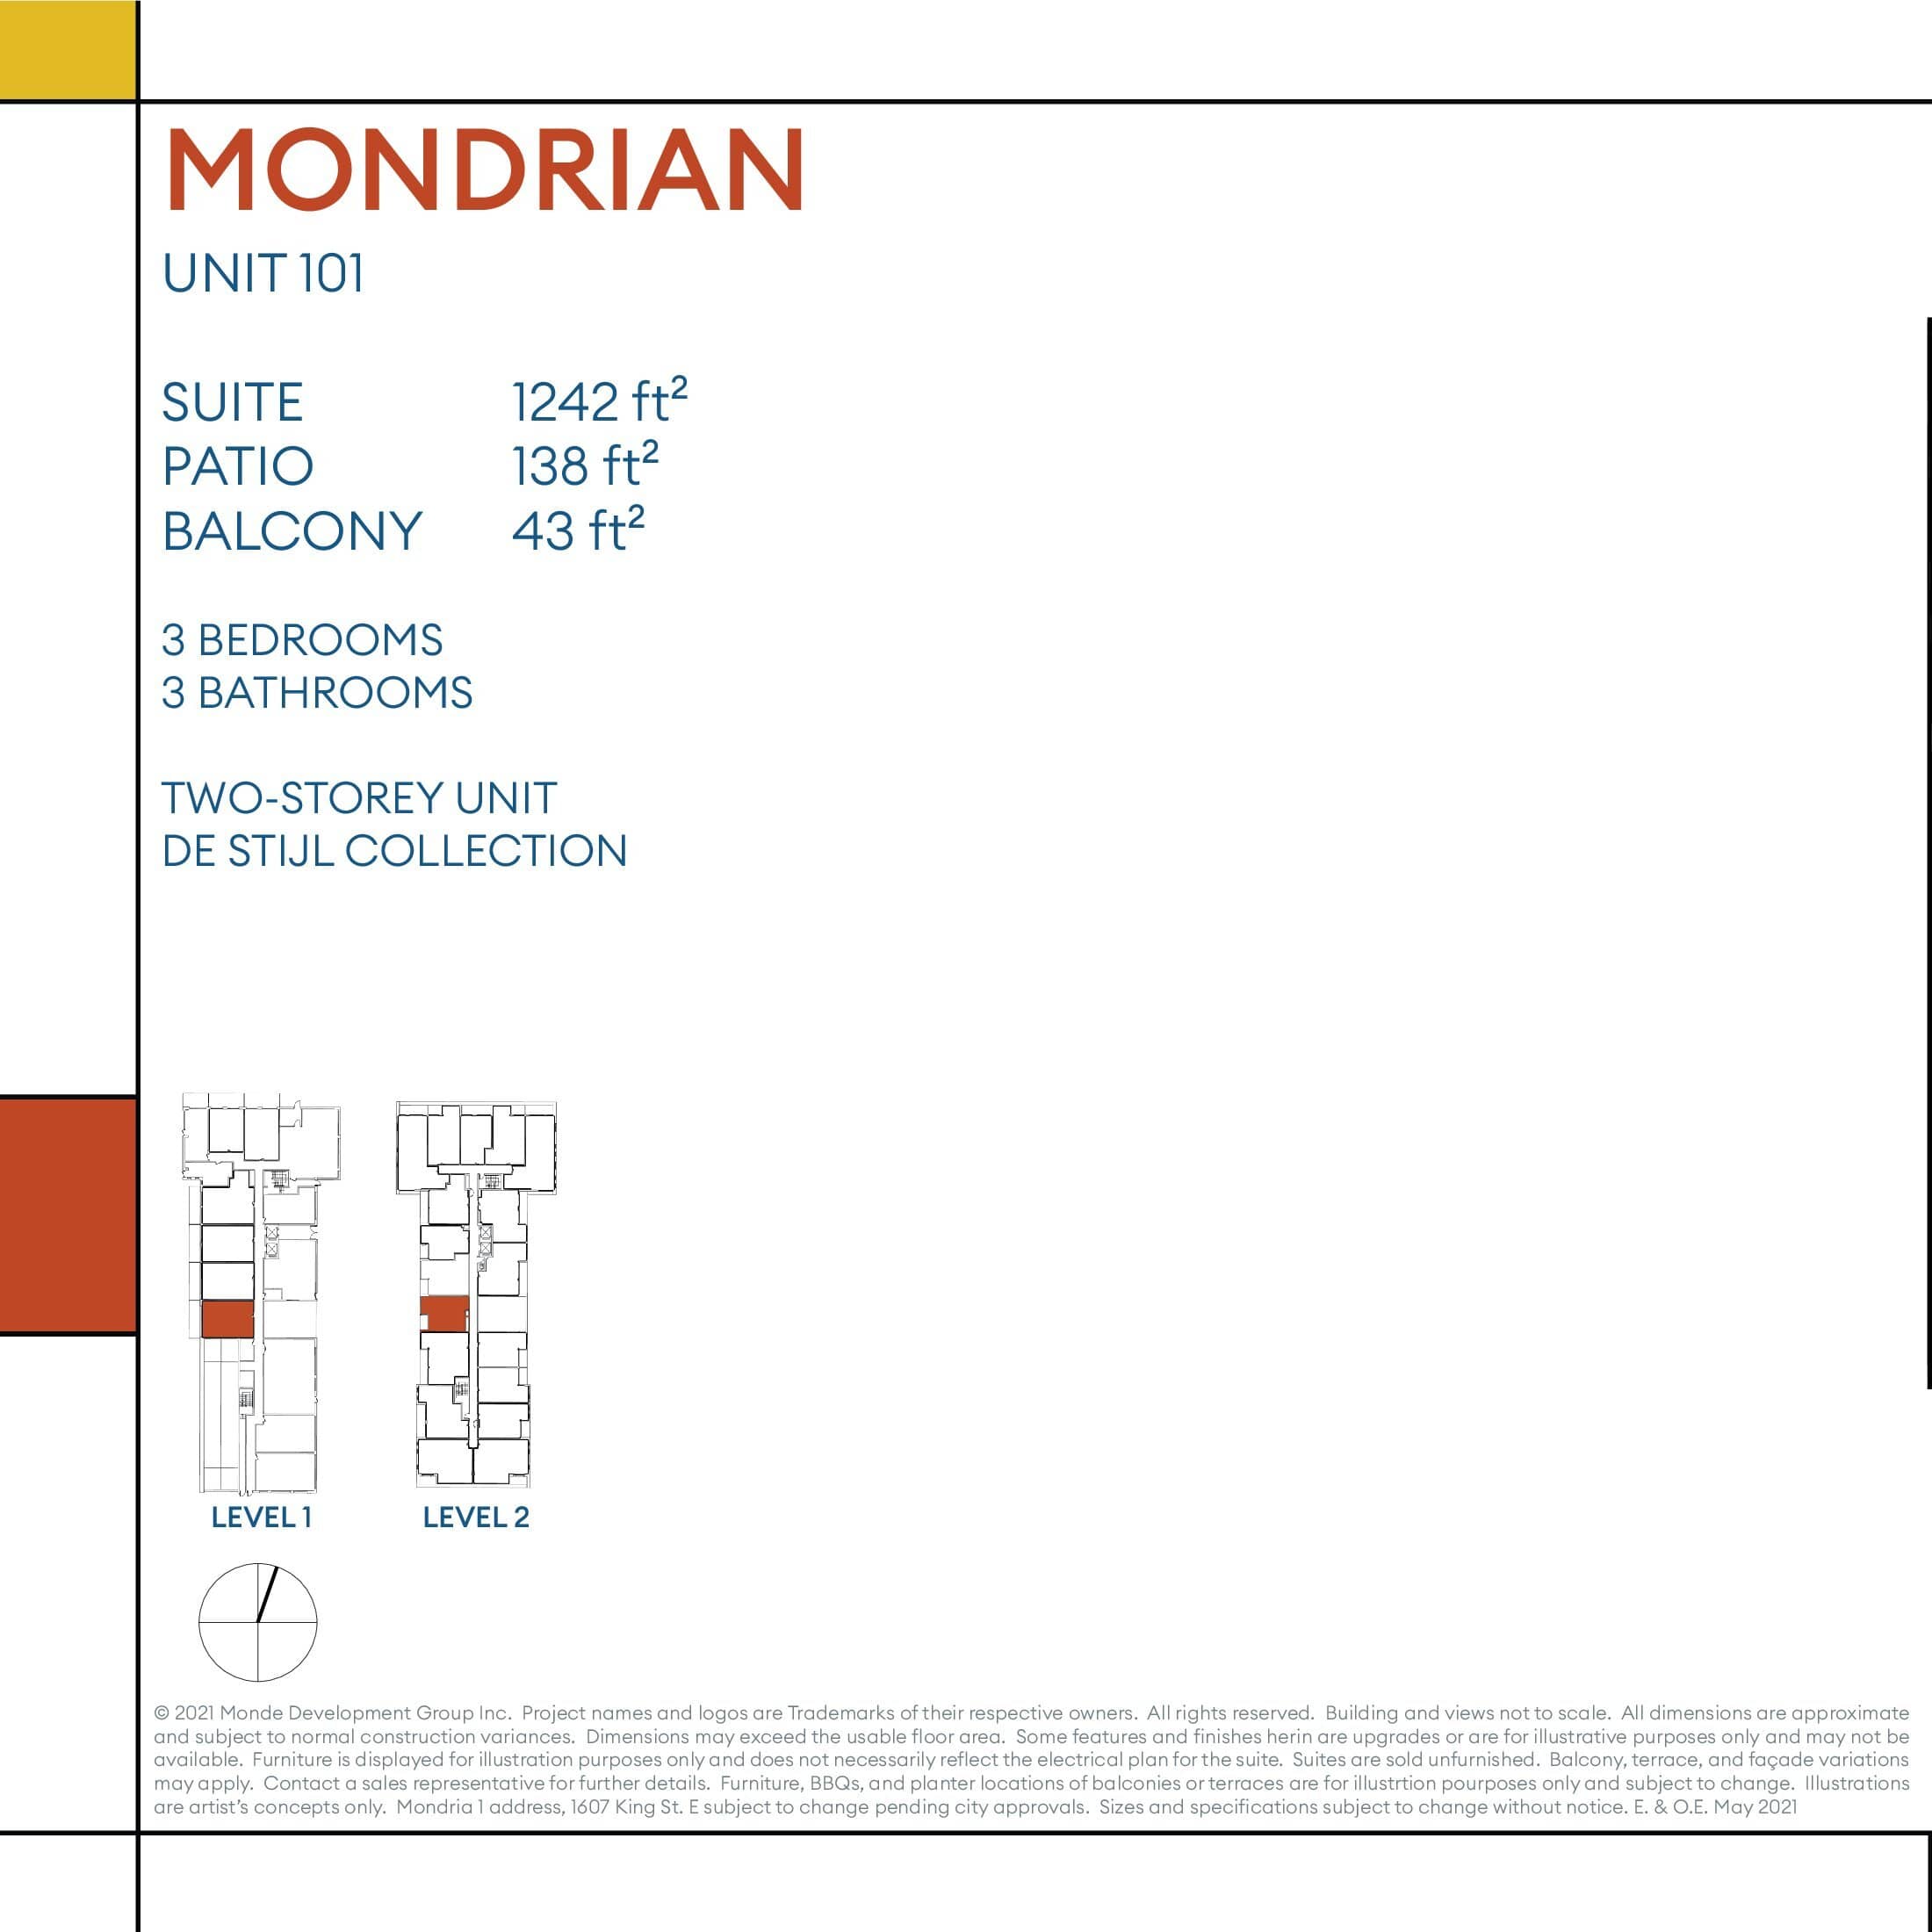 MONDRIAN
UNIT 101
SUITE 1242 ft²
PATIO 138 ft²
BALCONY 43 ft²
3 BEDROOMS
3 BATHROOMS
TWO-STOREY UNIT
DE STIJL COLLECTION
LEVEL 1 LEVEL 2
© 2021 Monde Development Group Inc. Project names and logos are Trademarks of their respective owners. All rights reserved. Building and views not to scale. All dimensions are approximate
and subject to normal construction variances. Dimensions may exceed the usable floor area. Some features and finishes herin are upgrades or are for illustrative purposes only and may not be
available. Furniture is displayed for illustration purposes only and does not necessarily reflect the electrical plan for the suite. Suites are sold unfurnished. Balcony, terrace, and façade variations
may apply. Contact a sales representative for further details. Furniture, BBQs, and planter locations of balconies or terraces are for illustrtion pourposes only and subject to change. Illustrations
are artist's concepts only. Mondria 1 address, 1607 King St. E subject to change pending city approvals. Sizes and specifications subject to change without notice. E. & O.E. May 2021